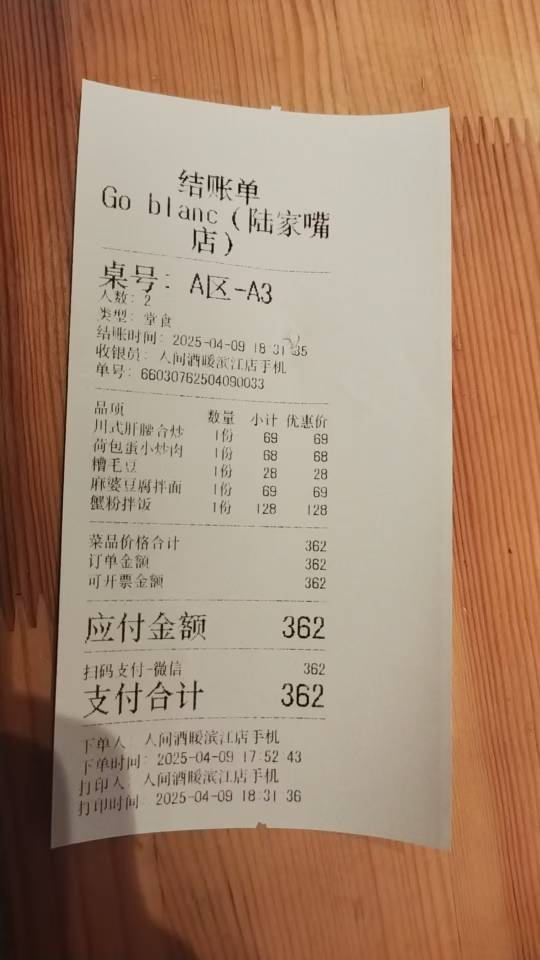 结账单
Go blanc（陆家嘴
店）
桌号：A区-A3
人数：2
类型：堂食
结账时间：2025-04-09 18:31:35
收银员：人间酒暖滨江店手机
单号：66030762504090033
品项 数量 小计 优惠价
川式肝腰合炒 1份 69 69
荷包蛋小炒肉 1份 68 68
糟毛豆 1份 28 28
麻婆豆腐拌面 1份 69 69
蟹粉拌饭 1份 128 128
菜品价格合计 362
订单金额 362
可开票金额 362
应付金额 362
扫码支付-微信 362
支付合计 362
下单人：人间酒暖滨江店手机
下单时间：2025-04-09 17:52:43
打印人：人间酒暖滨江店手机
打印时间：2025-04-09 18:31:36